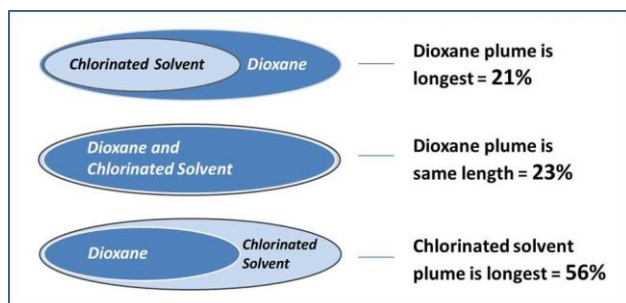 Chlorinated Solvent
Dioxane
Dioxane plume is
longest = 21%
Dioxane and
Chlorinated Solvent
Dioxane plume is
same length = 23%
Dioxane
Chlorinated
Solvent
Chlorinated solvent
plume is longest = 56%